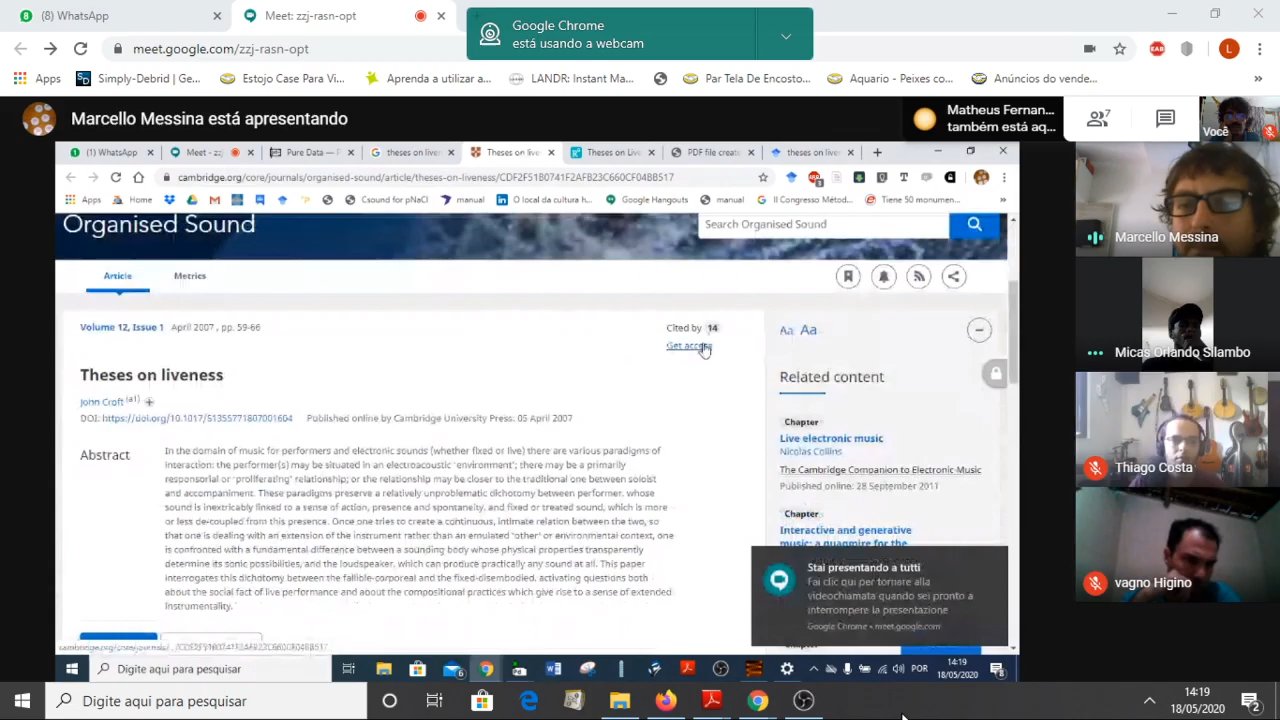 (8) WhatsApp
Meet: zzj-rasn-opt
Google Chrome
está usando a webcam
meet.google.com/zzj-rasn-opt
Apps
Simply-Debrid | Ge...
Estojo Case Para Vi...
Aprenda a utilizar a...
LANDR: Instant Ma...
Par Tela De Encosto...
Aquario - Peixes co...
Anúncios do vende...
Marcello Messina está apresentando
Matheus Fernan...
também está aq...
7
Você
(1) WhatsApp
Meet - zz
Pure Data —
theses on liven
Theses on live
Theses on Live
PDF file create
theses on liven
cambridge.org/core/journals/organised-sound/article/theses-on-liveness/CDF2F51B0741F2AFB23C660CF04BB517
Apps
Home
Csound for pNaCl
manual
O local da cultura h...
Google Hangouts
manual
II Congresso Métod...
Tiene 50 monumen...
Organised Sound
Search Organised Sound
Article
Metrics
Volume 12, Issue 1 April 2007 , pp. 59-66
Cited by 14
Get access
Theses on liveness
John Croft (a1)
DOI: https://doi.org/10.1017/S1355771807001604 Published online by Cambridge University Press: 05 April 2007
Abstract
In the domain of music for performers and electronic sounds (whether fixed or live) there are various paradigms of
interaction: the performer(s) may be situated in an electroacoustic 'environment'; there may be a primarily
responsorial or 'proliferating' relationship; or the relationship may be closer to the traditional one between soloist
and accompaniment. These paradigms preserve a relatively unproblematic dichotomy between performer, whose
sound is inextricably linked to a sense of action, presence and spontaneity, and fixed or treated sound, which is more
or less de-coupled from this presence. Once one tries to create a continuous, intimate relation between the two, so
that one is dealing with an extension of the instrument rather than an emulated 'other' or environmental context, one
is confronted with a fundamental difference between a sounding body whose physical properties transparently
determine its sonic possibilities, and the loudspeaker, which can produce practically any sound at all. This paper
interrogates this dichotomy between the fallible-corporeal and the fixed-disembodied, activating questions both
about the social fact of live performance and about the compositional practices which give rise to a sense of extended
instrumentality.
Aa Aa
Related content
Chapter
Live electronic music
Nicolas Collins
The Cambridge Companion to Electronic Music
Published online: 28 September 2011
Chapter
Interactive and generative
music: a quagmire for the
Stai presentando a tutti
Fai clic qui per tornare alla
videochiamata quando sei pronto a
interrompere la presentazione
Google Chrome • meet.google.com
Marcello Messina
Micas Orlando Silambo
Thiago Costa
vagno Higino
Digite aqui para pesquisar
6
POR
14:19
18/05/2020
8
Digite aqui para pesquisar
14:19
18/05/2020
2